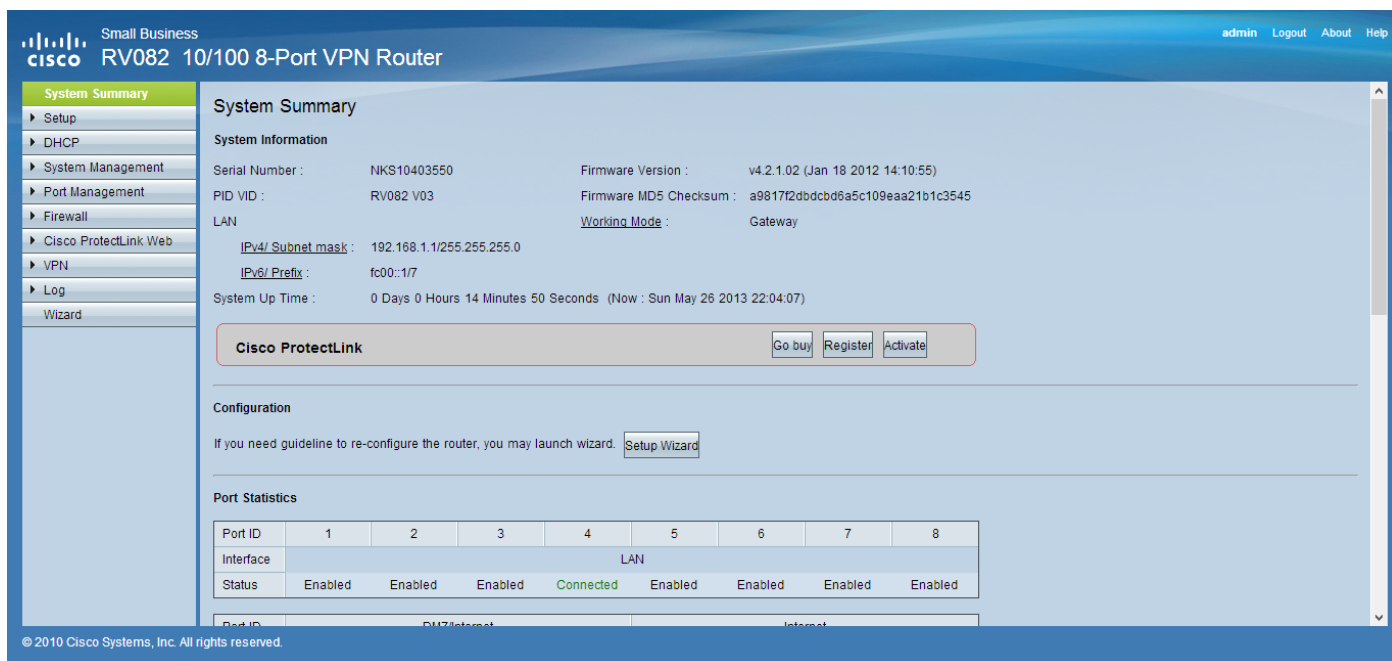 Small Business
cisco RV082 10/100 8-Port VPN Router
admin Logout About Help
System Summary
Setup
DHCP
System Management
Port Management
Firewall
Cisco ProtectLink Web
VPN
Log
Wizard
System Summary
System Information
Serial Number : NKS10403550 Firmware Version : v4.2.1.02 (Jan 18 2012 14:10:55)
PID VID : RV082 V03 Firmware MD5 Checksum : a9817f2dbdcbd6a5c109eaa21b1c3545
LAN Working Mode : Gateway
IPv4/ Subnet mask : 192.168.1.1/255.255.255.0
IPv6/ Prefix : fc00::1/7
System Up Time : 0 Days 0 Hours 14 Minutes 50 Seconds (Now : Sun May 26 2013 22:04:07)
Cisco ProtectLink Go buy Register Activate
Configuration
If you need guideline to re-configure the router, you may launch wizard. Setup Wizard
Port Statistics
Port ID 1 2 3 4 5 6 7 8
Interface LAN
Status Enabled Enabled Enabled Connected Enabled Enabled Enabled Enabled
Port ID DMZ/Internet Internet
© 2010 Cisco Systems, Inc. All rights reserved.